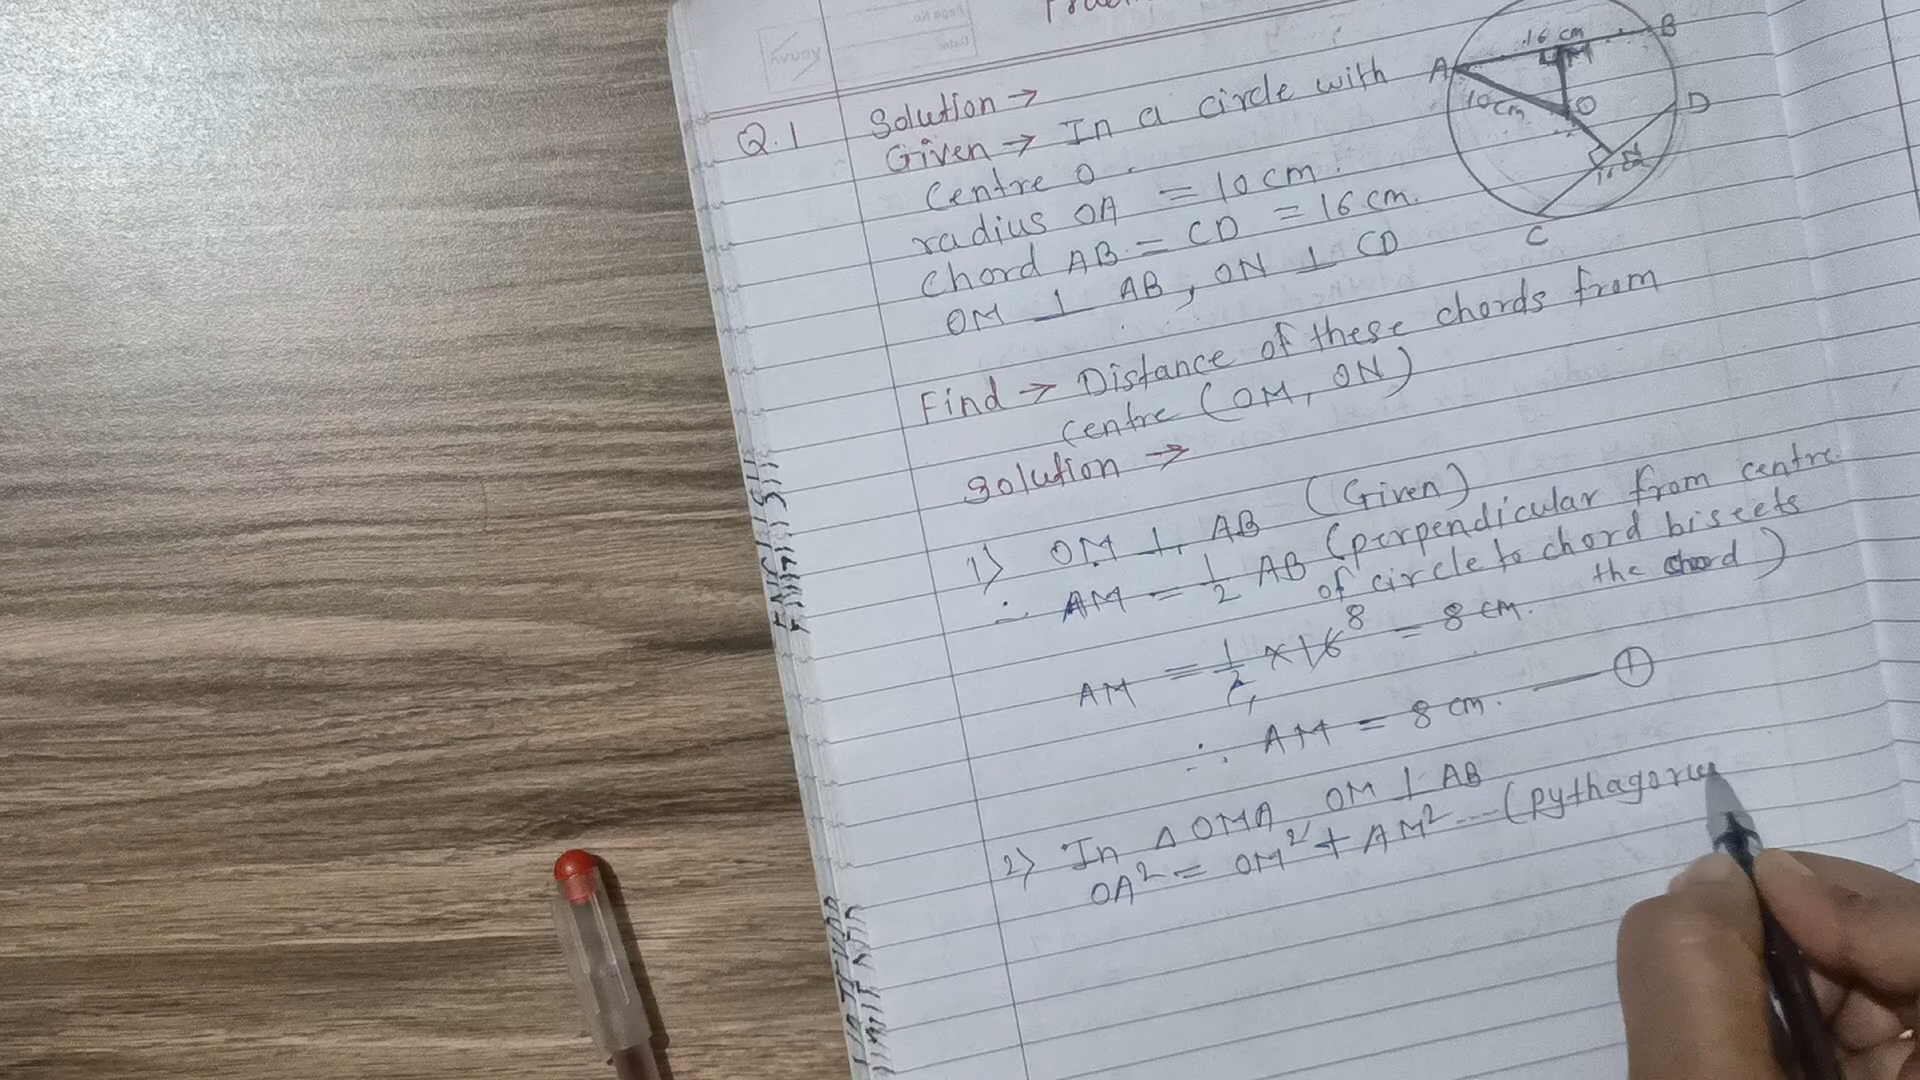 Q.1 Solution →
Given → In a circle with
Centre O.
radius OA = 10 cm.
Chord AB = CD = 16 cm.
OM ⊥ AB, ON ⊥ CD
Find → Distance of these chords from
centre (OM, ON)
Solution →
1) OM ⊥ AB (Given)
∴ AM = 1/2 AB (perpendicular from centre
of circle to chord bisects
the chord)
AM = 1/2 × 16 8 = 8 cm.
∴ AM = 8 cm. —— ①
2) In △ OMA OM ⊥ AB
OA² = OM² + AM² --- (pythagorus
A
16 cm
B
M
10 cm
O
D
N
C